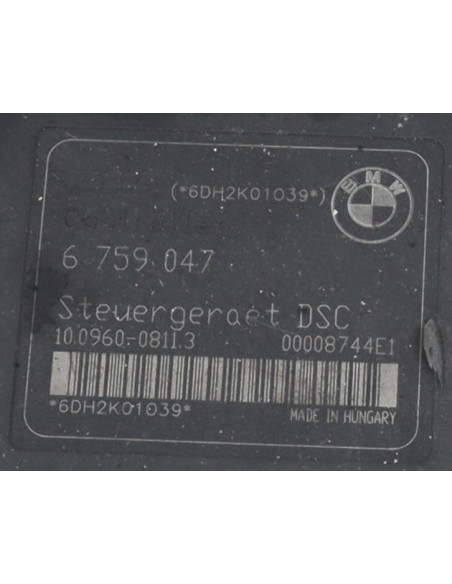 (*6DH2K01039*)
BMW
6 759 047
Steuergeraet DSC
10.0960-0811.3 00008744E1
*6DH2K01039*
MADE IN HUNGARY